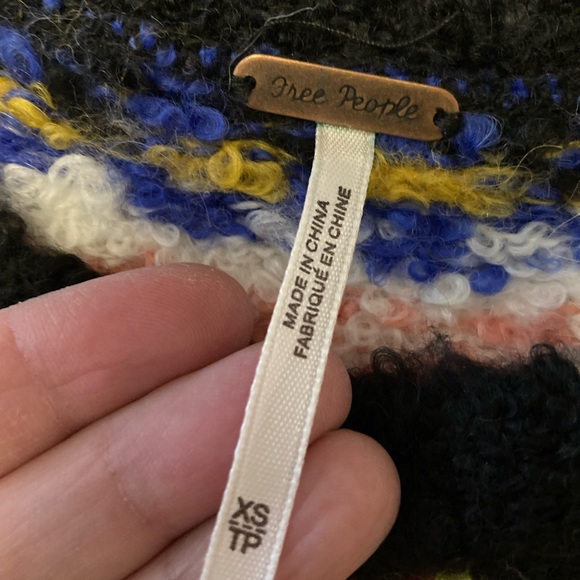 Free People
MADE IN CHINA
FABRIQUÉ EN CHINE
XS
TP